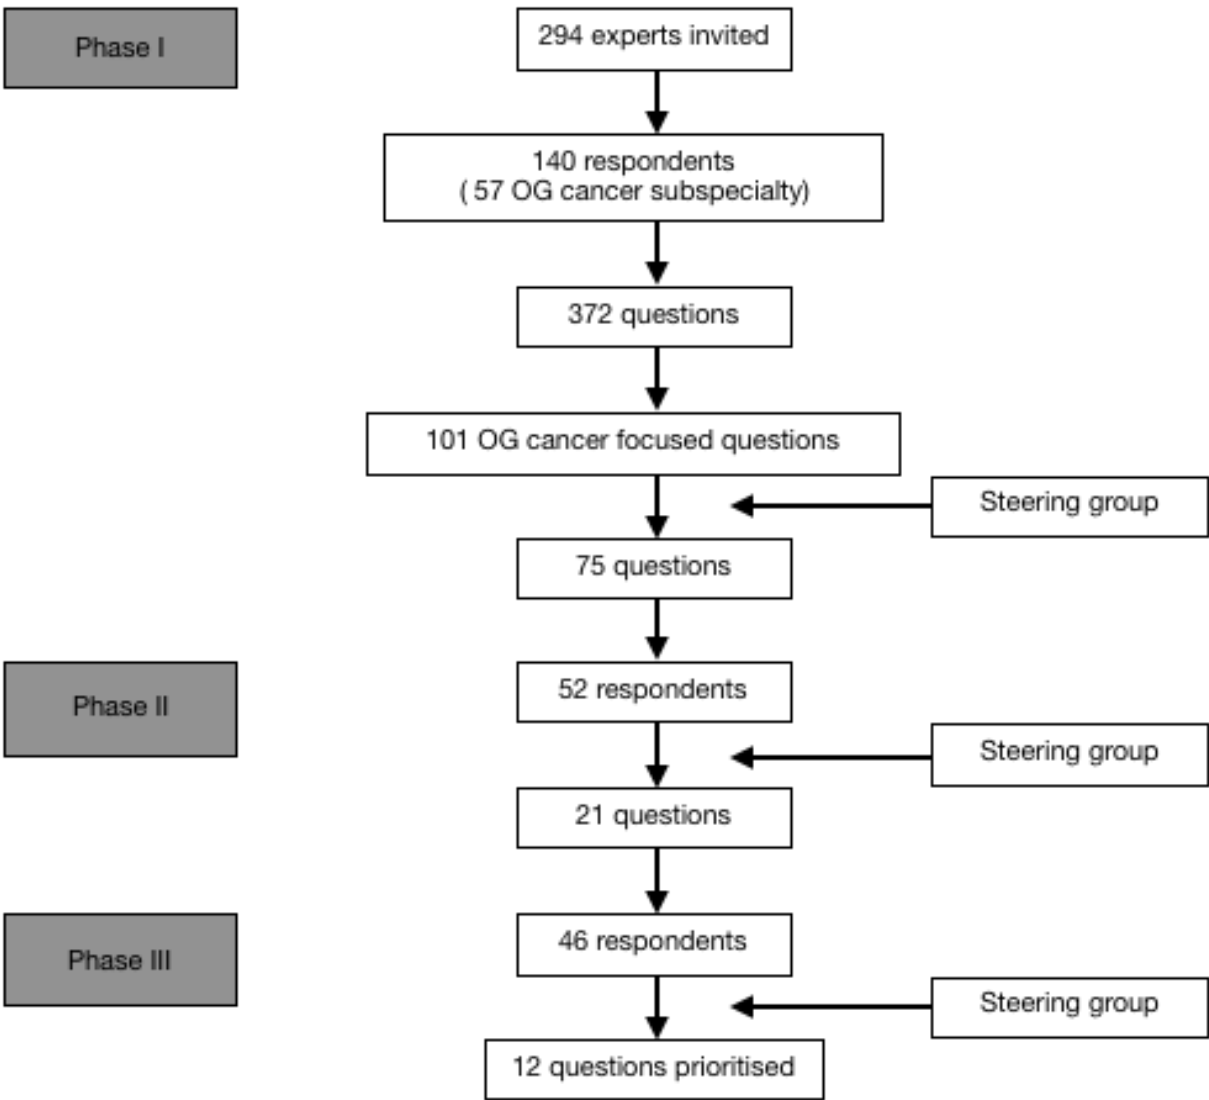 Phase I
294 experts invited
140 respondents
( 57 OG cancer subspecialty)
372 questions
101 OG cancer focused questions
Steering group
75 questions
Phase II
52 respondents
Steering group
21 questions
Phase III
46 respondents
Steering group
12 questions prioritised